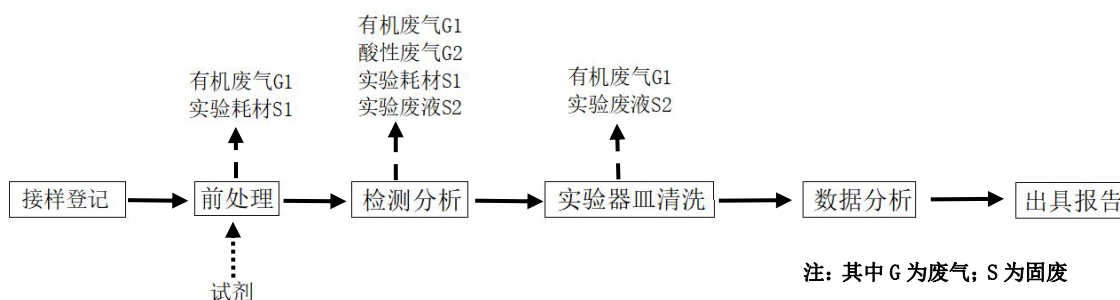 有机废气G1
酸性废气G2
实验耗材S1
实验废液S2
有机废气G1
实验耗材S1
有机废气G1
实验废液S2
接样登记
前处理
检测分析
实验器皿清洗
数据分析
出具报告
试剂
注：其中 G 为废气；S 为固废